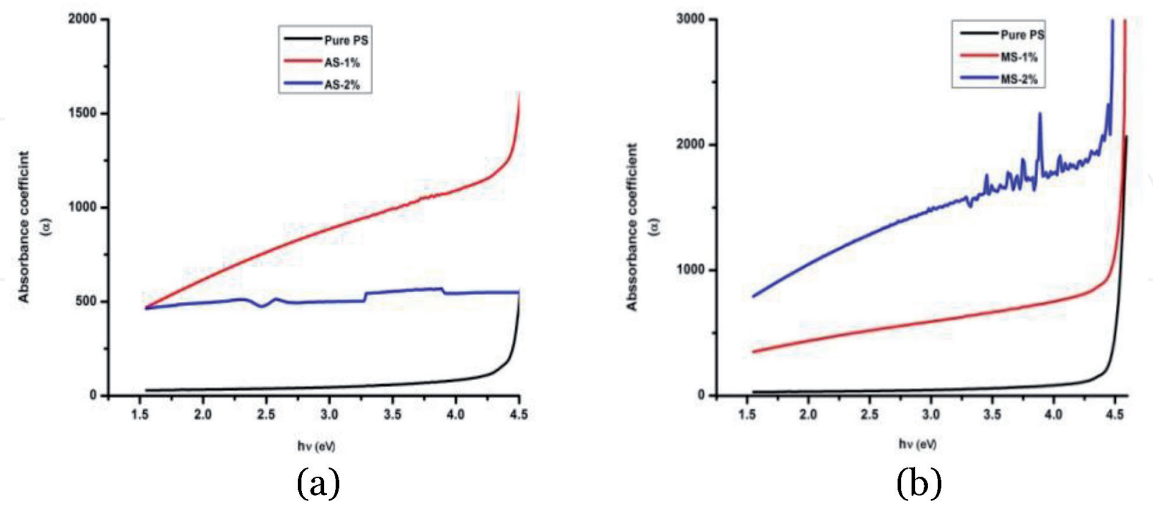 2000
1500
1000
500
0
Absorbance coefficint
(α)
Pure PS
AS-1%
AS-2%
1.5 2.0 2.5 3.0 3.5 4.0 4.5
hν (eV)
(a)
3000
2000
1000
0
Abssorbance coefficient
(α)
Pure PS
MS-1%
MS-2%
1.5 2.0 2.5 3.0 3.5 4.0 4.5
hν (eV)
(b)